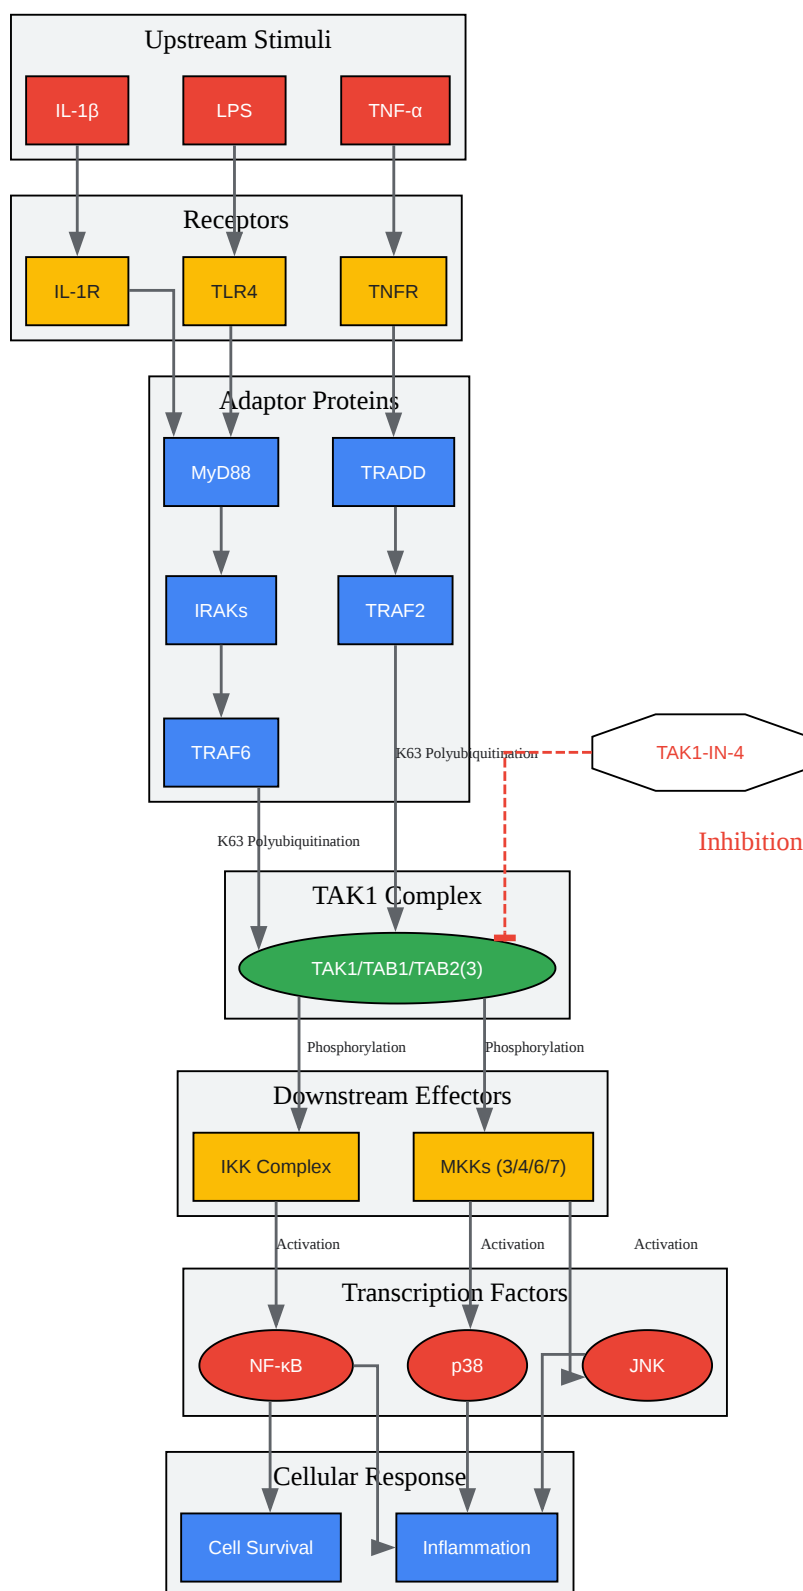 Upstream Stimuli
IL-1β
LPS
TNF-α
Receptors
IL-1R
TLR4
TNFR
Adaptor Proteins
MyD88
TRADD
IRAKs
TRAF2
TRAF6
K63 Polyubiquitination
TAK1-IN-4
K63 Polyubiquitination
Inhibition
TAK1 Complex
TAK1/TAB1/TAB2(3)
Phosphorylation
Phosphorylation
Downstream Effectors
IKK Complex
MKKs (3/4/6/7)
Activation
Activation
Activation
Transcription Factors
NF-κB
p38
JNK
Cellular Response
Cell Survival
Inflammation